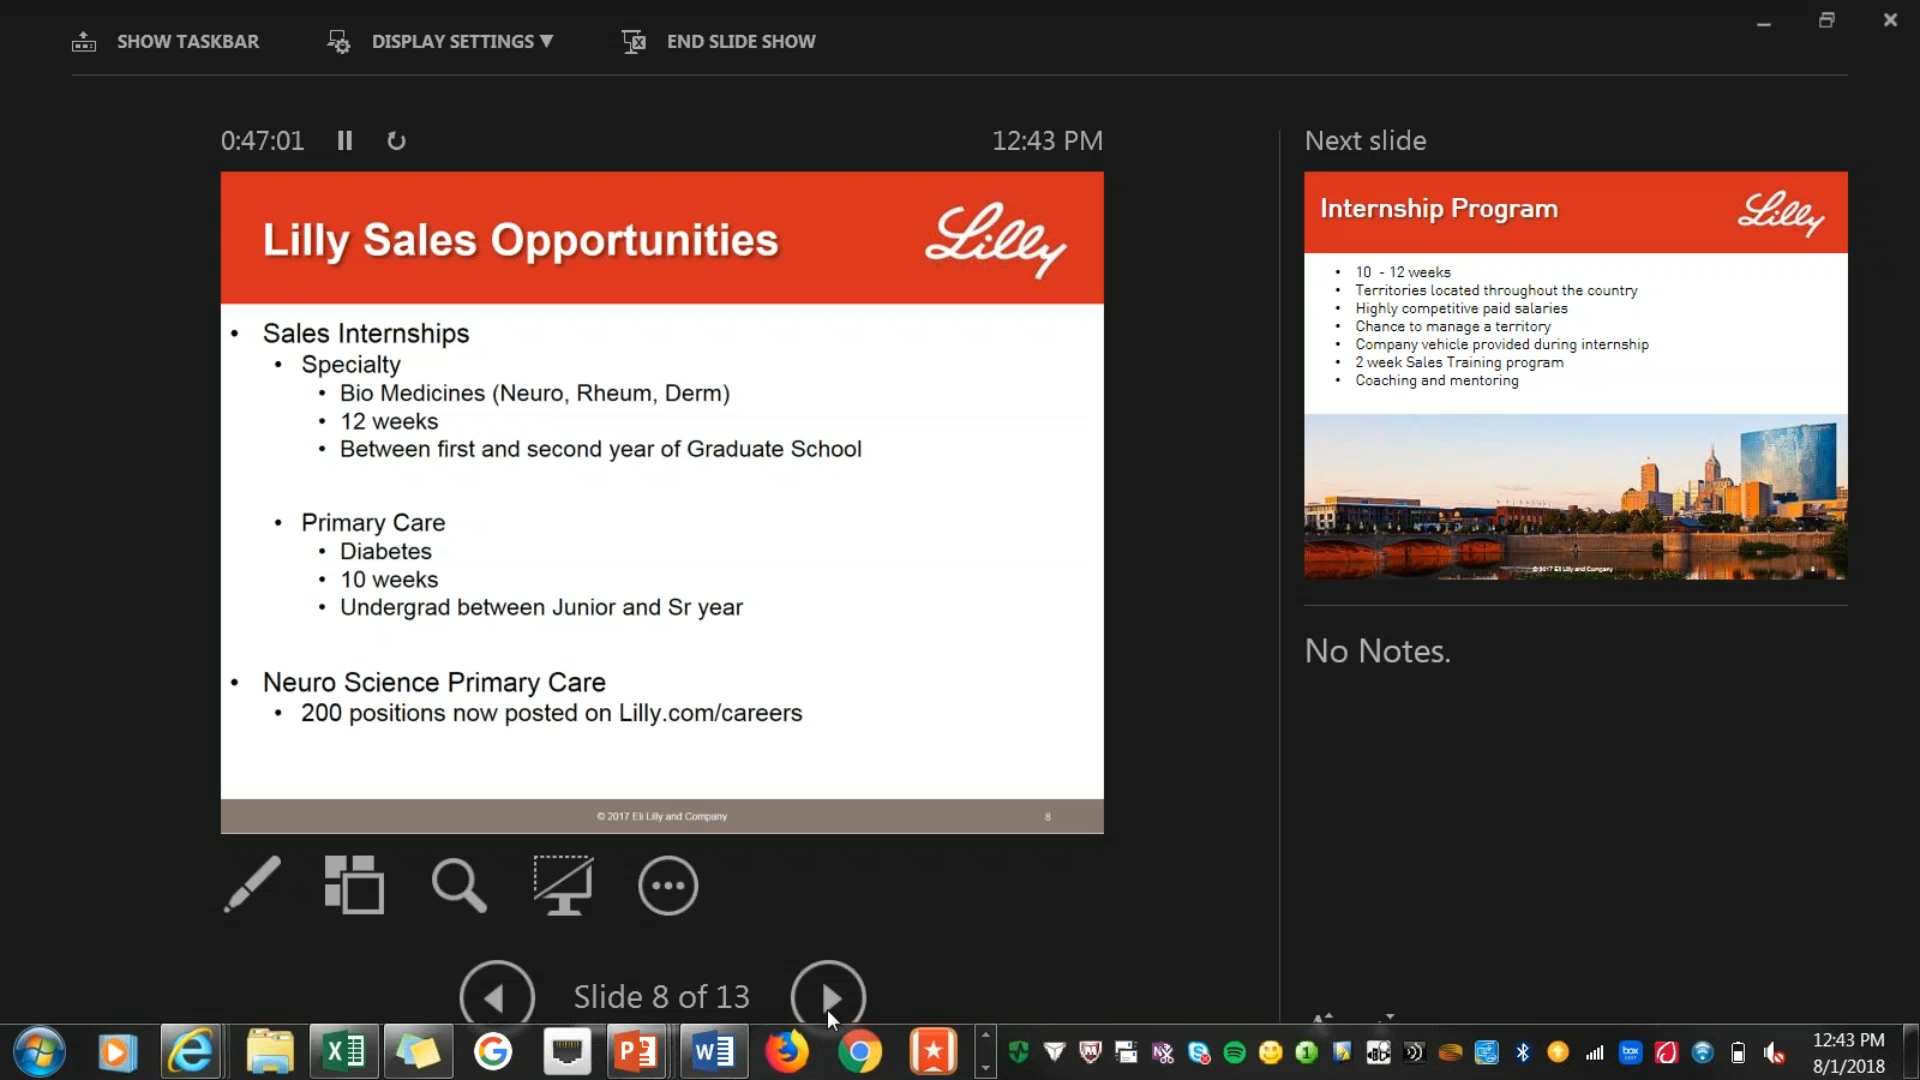 SHOW TASKBAR
DISPLAY SETTINGS ▼
END SLIDE SHOW
0:47:01
12:43 PM
Lilly Sales Opportunities
Lilly
• Sales Internships
• Specialty
• Bio Medicines (Neuro, Rheum, Derm)
• 12 weeks
• Between first and second year of Graduate School
• Primary Care
• Diabetes
• 10 weeks
• Undergrad between Junior and Sr year
• Neuro Science Primary Care
• 200 positions now posted on Lilly.com/careers
© 2017 Eli Lilly and Company
8
Slide 8 of 13
Next slide
Internship Program
Lilly
• 10 - 12 weeks
• Territories located throughout the country
• Highly competitive paid salaries
• Chance to manage a territory
• Company vehicle provided during internship
• 2 week Sales Training program
• Coaching and mentoring
© 2017 Eli Lilly and Company
No Notes.
12:43 PM
8/1/2018